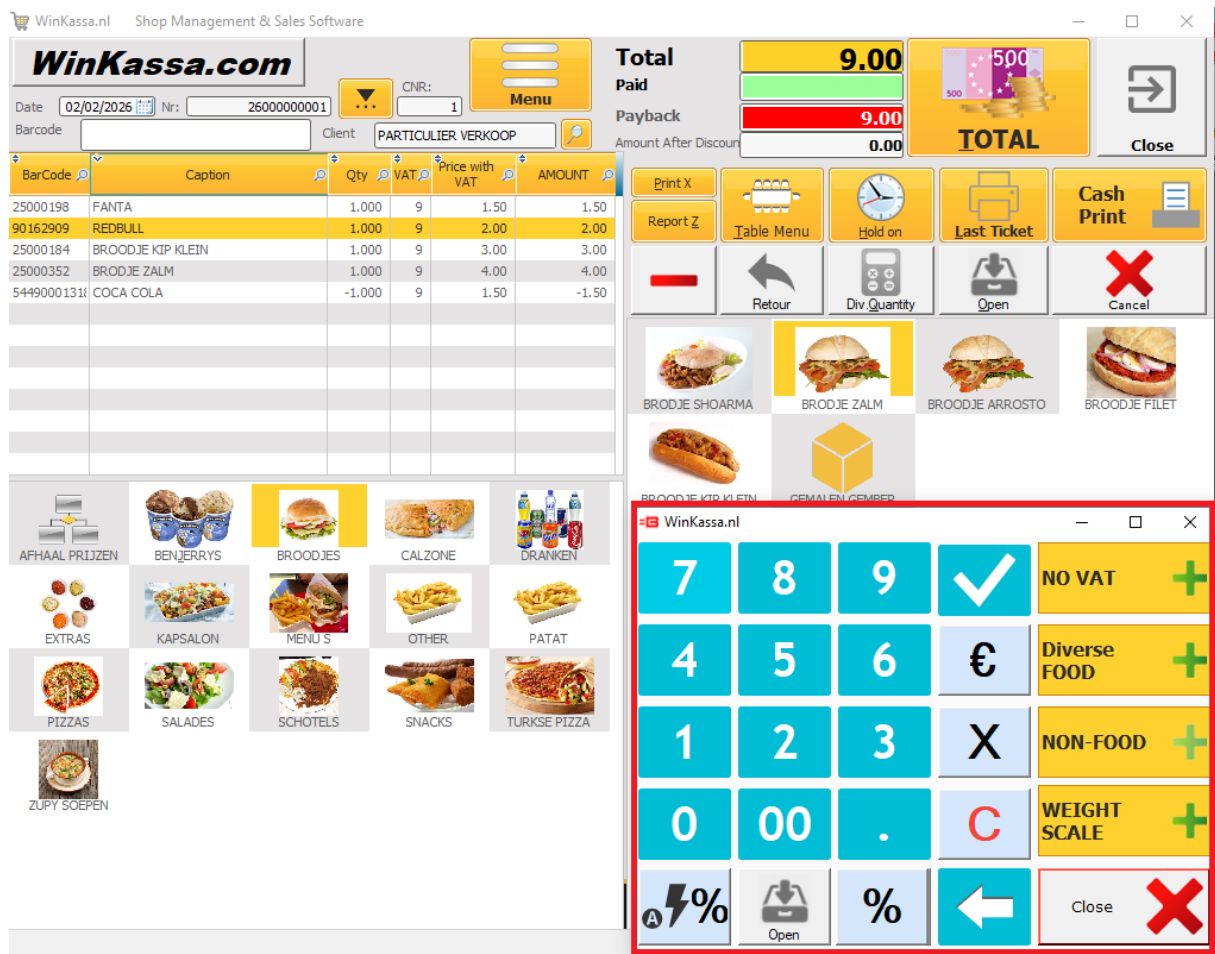 WinKassa.nl Shop Management & Sales Software
WinKassa.com
Menu
Date 02/02/2026 Nr: 26000000001 ... CNR: 1
Barcode Client PARTICULIER VERKOOP
Total 9.00
Paid
Payback 9.00
Amount After Discoun 0.00
500
500
TOTAL
Close
BarCode Caption Qty VAT Price with VAT AMOUNT
25000198 FANTA 1.000 9 1.50 1.50
90162909 REDBULL 1.000 9 2.00 2.00
25000184 BROODJE KIP KLEIN 1.000 9 3.00 3.00
25000352 BRODJE ZALM 1.000 9 4.00 4.00
5449000131 COCA COLA -1.000 9 1.50 -1.50
Print X
Report Z
Table Menu
Hold on
Last Ticket
Cash Print
Retour
Div.Quantity
Open
Cancel
BRODJE SHOARMA BRODJE ZALM BROODJE ARROSTO BROODJE FILET
BROODJE KIP KLEIN GEMALEN GEMBER
AFHAAL PRIJZEN BENJERRYS BROODJES CALZONE DRANKEN
EXTRAS KAPSALON MENU S OTHER PATAT
PIZZAS SALADES SCHOTELS SNACKS TURKSE PIZZA
ZUPY SOEPEN
WinKassa.nl
7 8 9 NO VAT
4 5 6 € Diverse FOOD
1 2 3 X NON-FOOD
0 00 . C WEIGHT SCALE
A % Open % Close